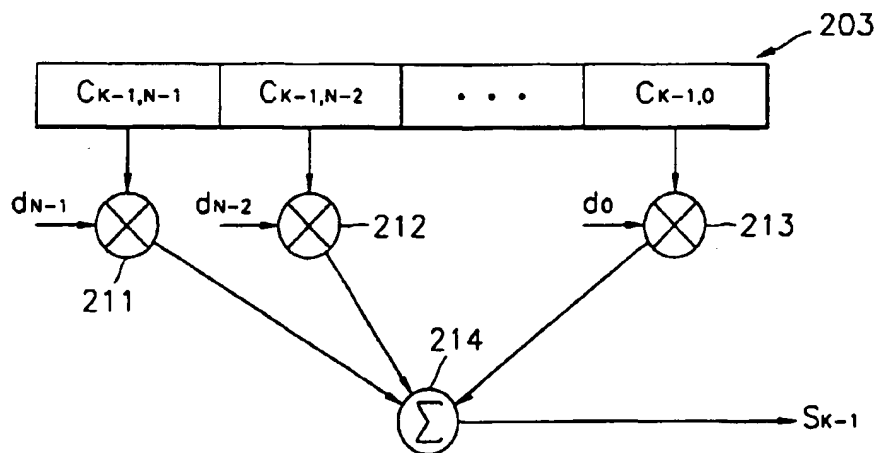 203
CK-1,N-1 CK-1,N-2 · · · CK-1,0
dN-1 dN-2 212 d0 213
211
214
Σ SK-1